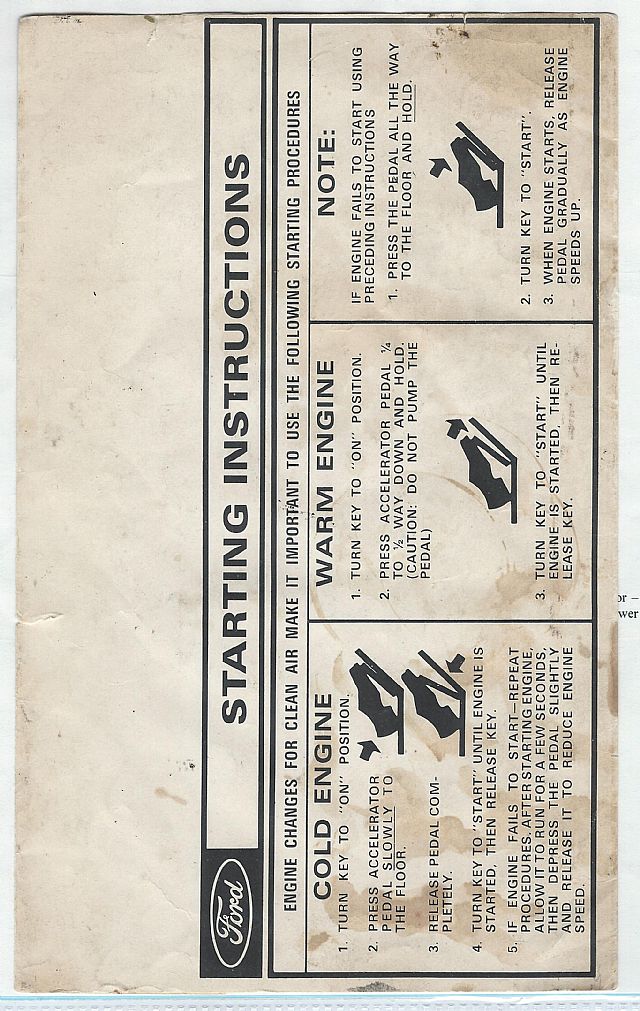 Ford
STARTING INSTRUCTIONS
ENGINE CHANGES FOR CLEAN AIR MAKE IT IMPORTANT TO USE THE FOLLOWING STARTING PROCEDURES
COLD ENGINE
1. TURN KEY TO "ON" POSITION.
2. PRESS ACCELERATOR
PEDAL SLOWLY TO
THE FLOOR.
3. RELEASE PEDAL COM-
PLETELY.
4. TURN KEY TO "START" UNTIL ENGINE IS
STARTED, THEN RELEASE KEY.
5. IF ENGINE FAILS TO START—REPEAT
PROCEDURES. AFTER STARTING ENGINE,
ALLOW IT TO RUN FOR A FEW SECONDS,
THEN DEPRESS THE PEDAL SLIGHTLY
AND RELEASE IT TO REDUCE ENGINE
SPEED.
WARM ENGINE
1. TURN KEY TO "ON" POSITION.
2. PRESS ACCELERATOR PEDAL ¼
TO ½ WAY DOWN AND HOLD.
(CAUTION: DO NOT PUMP THE
PEDAL)
3. TURN KEY TO "START" UNTIL
ENGINE IS STARTED, THEN RE-
LEASE KEY.
NOTE:
IF ENGINE FAILS TO START USING
PRECEDING INSTRUCTIONS
1. PRESS THE PEDAL ALL THE WAY
TO THE FLOOR AND HOLD.
2. TURN KEY TO "START".
3. WHEN ENGINE STARTS, RELEASE
PEDAL GRADUALLY AS ENGINE
SPEEDS UP.
or –
wer